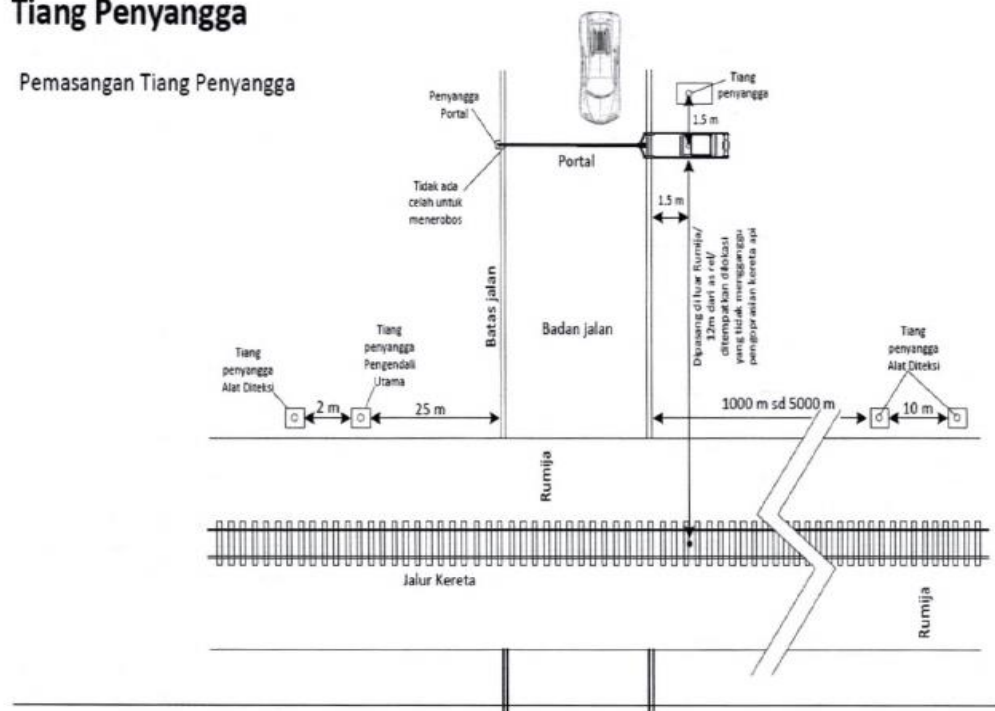 Tiang Penyangga
Pemasangan Tiang Penyangga
Penyangga
Portal
Tiang
penyangga
1.5 m
Portal
Tidak ada
celah untuk
menerobos
1.5 m
Dipasang di luar Rumija/
12m dari as rel/
ditempatkan dilokasi
yang tidak mengganggu
pengoprasian kereta api
Batas jalan
Badan jalan
Tiang
penyangga
Alat Diteksi
Tiang
penyangga
Pengendali
Utama
Tiang
penyangga
Alat Diteksi
2 m
25 m
1000 m sd 5000 m
10 m
Rumija
Jalur Kereta
Rumija